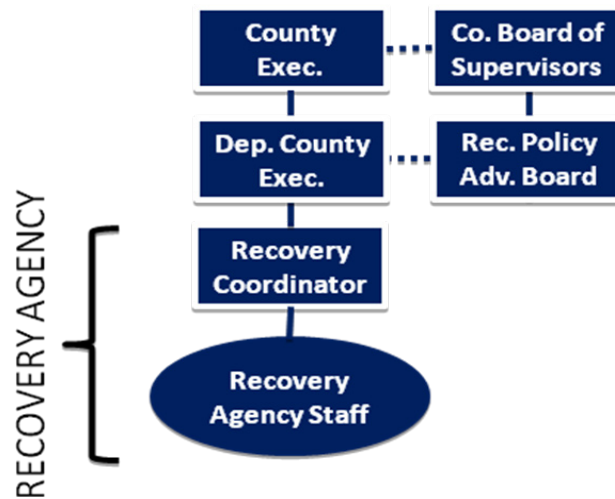 County
Exec.
Co. Board of
Supervisors
Dep. County
Exec.
Rec. Policy
Adv. Board
RECOVERY AGENCY
Recovery
Coordinator
Recovery
Agency Staff